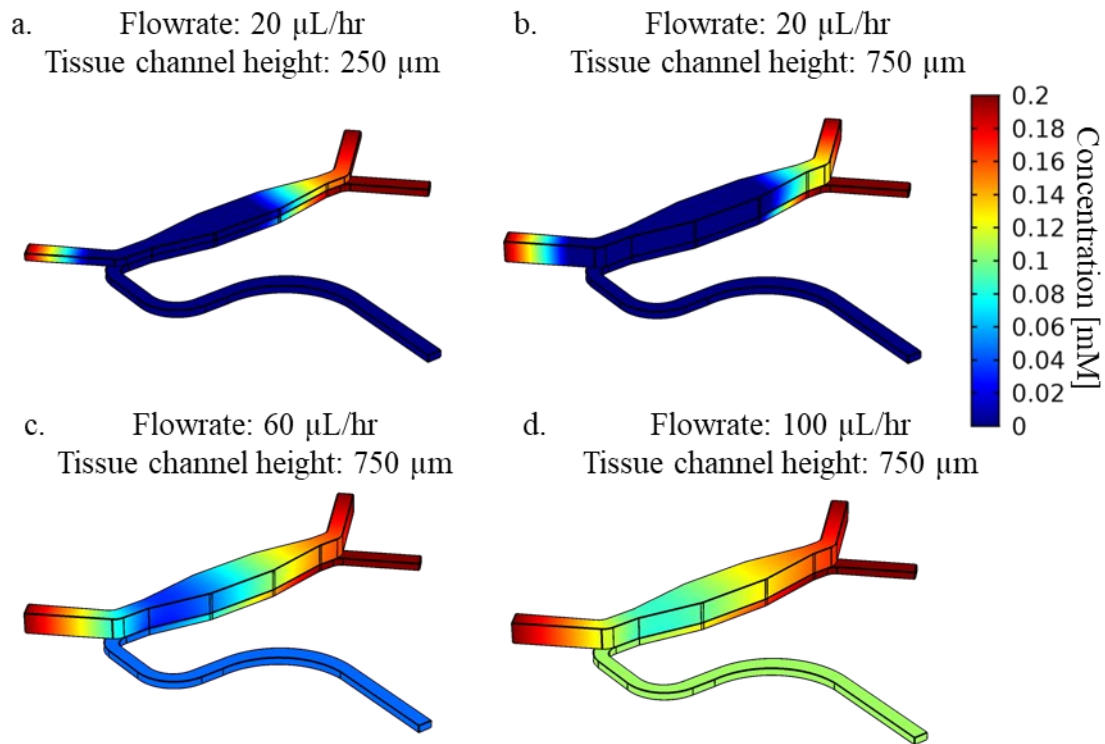 a. Flowrate: 20 μL/hr
Tissue channel height: 250 μm
b. Flowrate: 20 μL/hr
Tissue channel height: 750 μm
0.2
0.18
0.16
0.14
0.12
0.1
0.08
0.06
0.04
0.02
0
Concentration [mM]
c. Flowrate: 60 μL/hr
Tissue channel height: 750 μm
d. Flowrate: 100 μL/hr
Tissue channel height: 750 μm